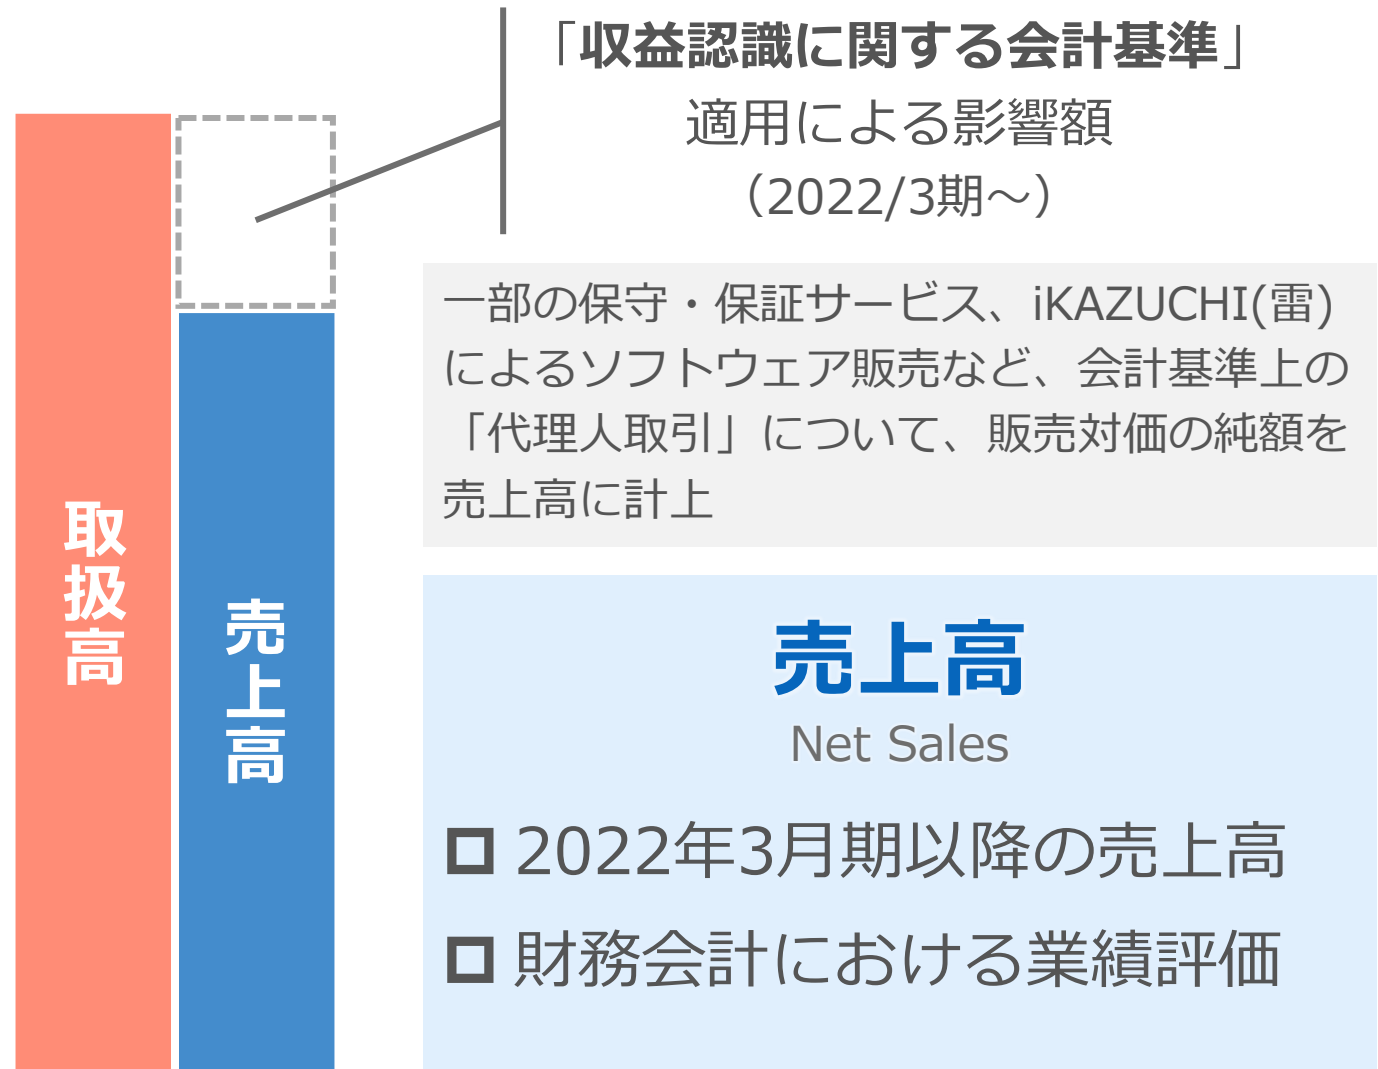 「収益認識に関する会計基準」
適用による影響額
（2022/3期～）
一部の保守・保証サービス、iKAZUCHI(雷)
によるソフトウェア販売など、会計基準上の
「代理人取引」について、販売対価の純額を
売上高に計上
取扱高
売上高
売上高
Net Sales
2022年3月期以降の売上高
財務会計における業績評価